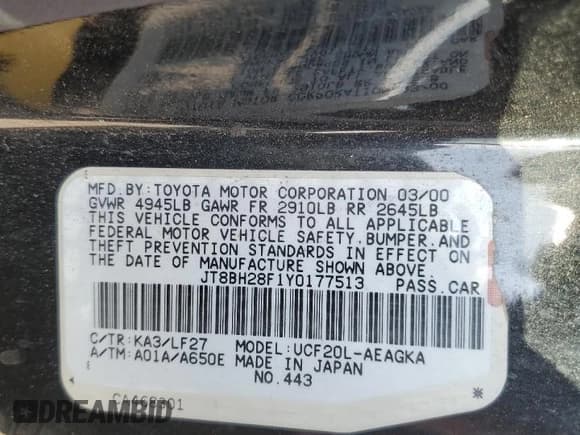 MFD.BY: TOYOTA MOTOR CORPORATION 03/00
GVWR 4945LB GAWR FR 2910LB RR 2645LB
THIS VEHICLE CONFORMS TO ALL APPLICABLE
FEDERAL MOTOR VEHICLE SAFETY, BUMPER, AND
THEFT PREVENTION STANDARDS IN EFFECT ON
THE DATE OF MANUFACTURE SHOWN ABOVE.
JT8BH28F1Y0177513 PASS.CAR
C/TR:KA3/LF27 MODEL:UCF20L-AEAGKA
A/TM:A01A/A650E MADE IN JAPAN
NO.443
DREAMBID